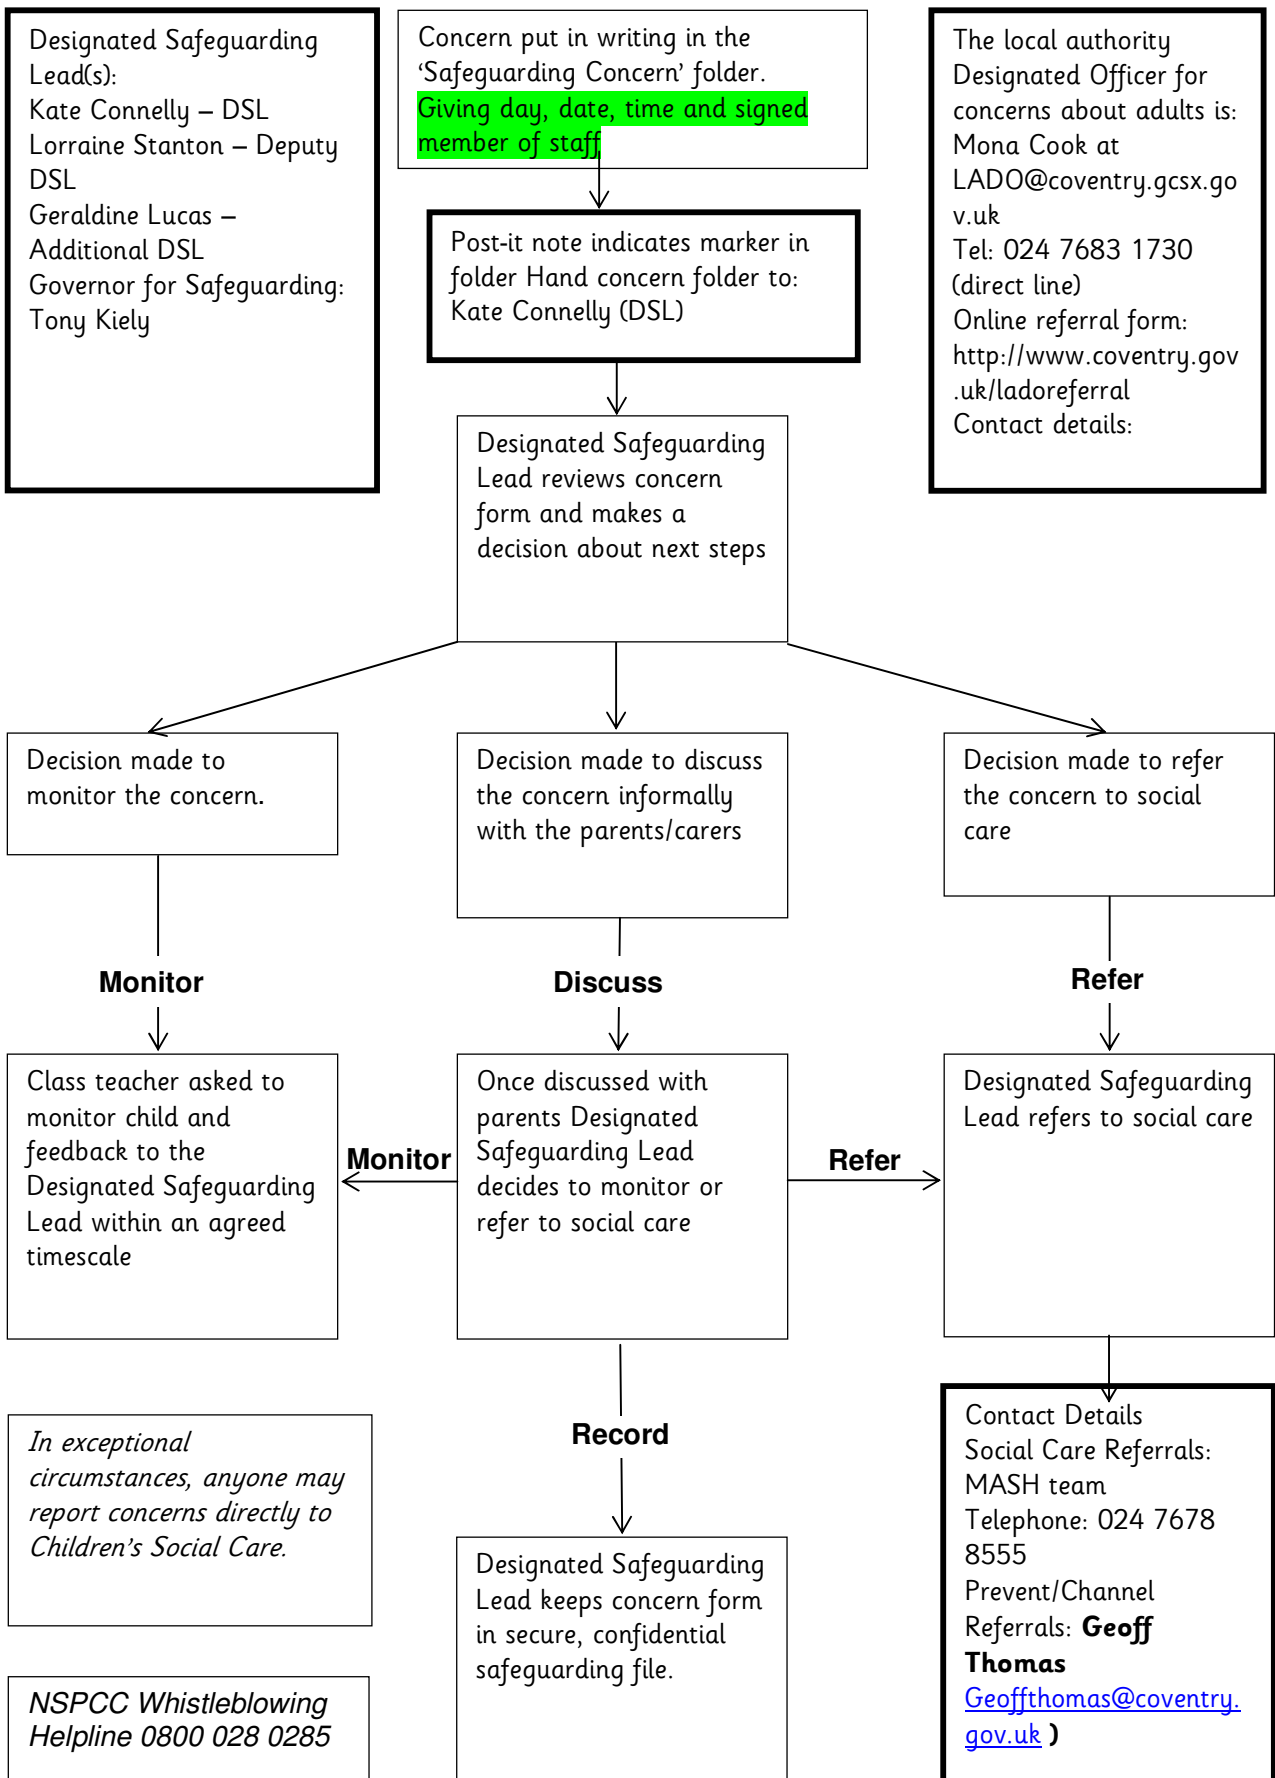 Designated Safeguarding
Lead(s):
Kate Connelly – DSL
Lorraine Stanton – Deputy
DSL
Geraldine Lucas –
Additional DSL
Governor for Safeguarding:
Tony Kiely
Concern put in writing in the
‘Safeguarding Concern’ folder.
Giving day, date, time and signed
member of staff
The local authority
Designated Officer for
concerns about adults is:
Mona Cook at
LADO@coventry.gcsx.go
v.uk
Tel: 024 7683 1730
(direct line)
Online referral form:
http://www.coventry.gov
.uk/ladoreferral
Contact details:
Post-it note indicates marker in
folder Hand concern folder to:
Kate Connelly (DSL)
Designated Safeguarding
Lead reviews concern
form and makes a
decision about next steps
Decision made to
monitor the concern.
Decision made to discuss
the concern informally
with the parents/carers
Decision made to refer
the concern to social
care
Monitor
Discuss
Refer
Class teacher asked to
monitor child and
feedback to the
Designated Safeguarding
Lead within an agreed
timescale
Monitor
Once discussed with
parents Designated
Safeguarding Lead
decides to monitor or
refer to social care
Refer
Designated Safeguarding
Lead refers to social care
In exceptional
circumstances, anyone may
report concerns directly to
Children’s Social Care.
Record
Contact Details
Social Care Referrals:
MASH team
Telephone: 024 7678
8555
Prevent/Channel
Referrals: Geoff
Thomas
Geoffthomas@coventry.
gov.uk )
Designated Safeguarding
Lead keeps concern form
in secure, confidential
safeguarding file.
NSPCC Whistleblowing
Helpline 0800 028 0285